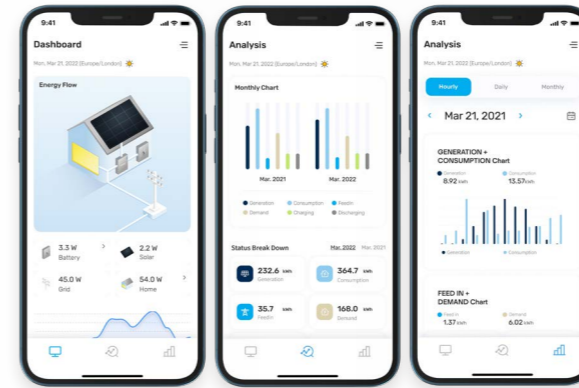 9:41
Dashboard
Mon, Mar 21, 2022 (Europe/London)
Energy Flow
3.3 W
Battery
2.2 W
Solar
45.0 W
Grid
54.0 W
Home
9:41
Analysis
Mon, Mar 21, 2022 (Europe/London)
Monthly Chart
Mar. 2021 Mar. 2022
Generation Consumption Feedin
Demand Charging Discharging
Status Break Down Mar, 2022 Mar, 2021
232.6 kWh
Generation
364.7 kWh
Consumption
35.7 kWh
Feedin
168.0 kWh
Demand
9:41
Analysis
Mon, Mar 21, 2022 (Europe/London)
Hourly Daily Monthly
< Mar 21, 2021 >
GENERATION +
CONSUMPTION Chart
Generation
8.92 kWh
Consumption
13.57kWh
Generation Consumption
FEED IN +
DEMAND Chart
Feed in
1.37 kWh
Demand
6.02 kWh